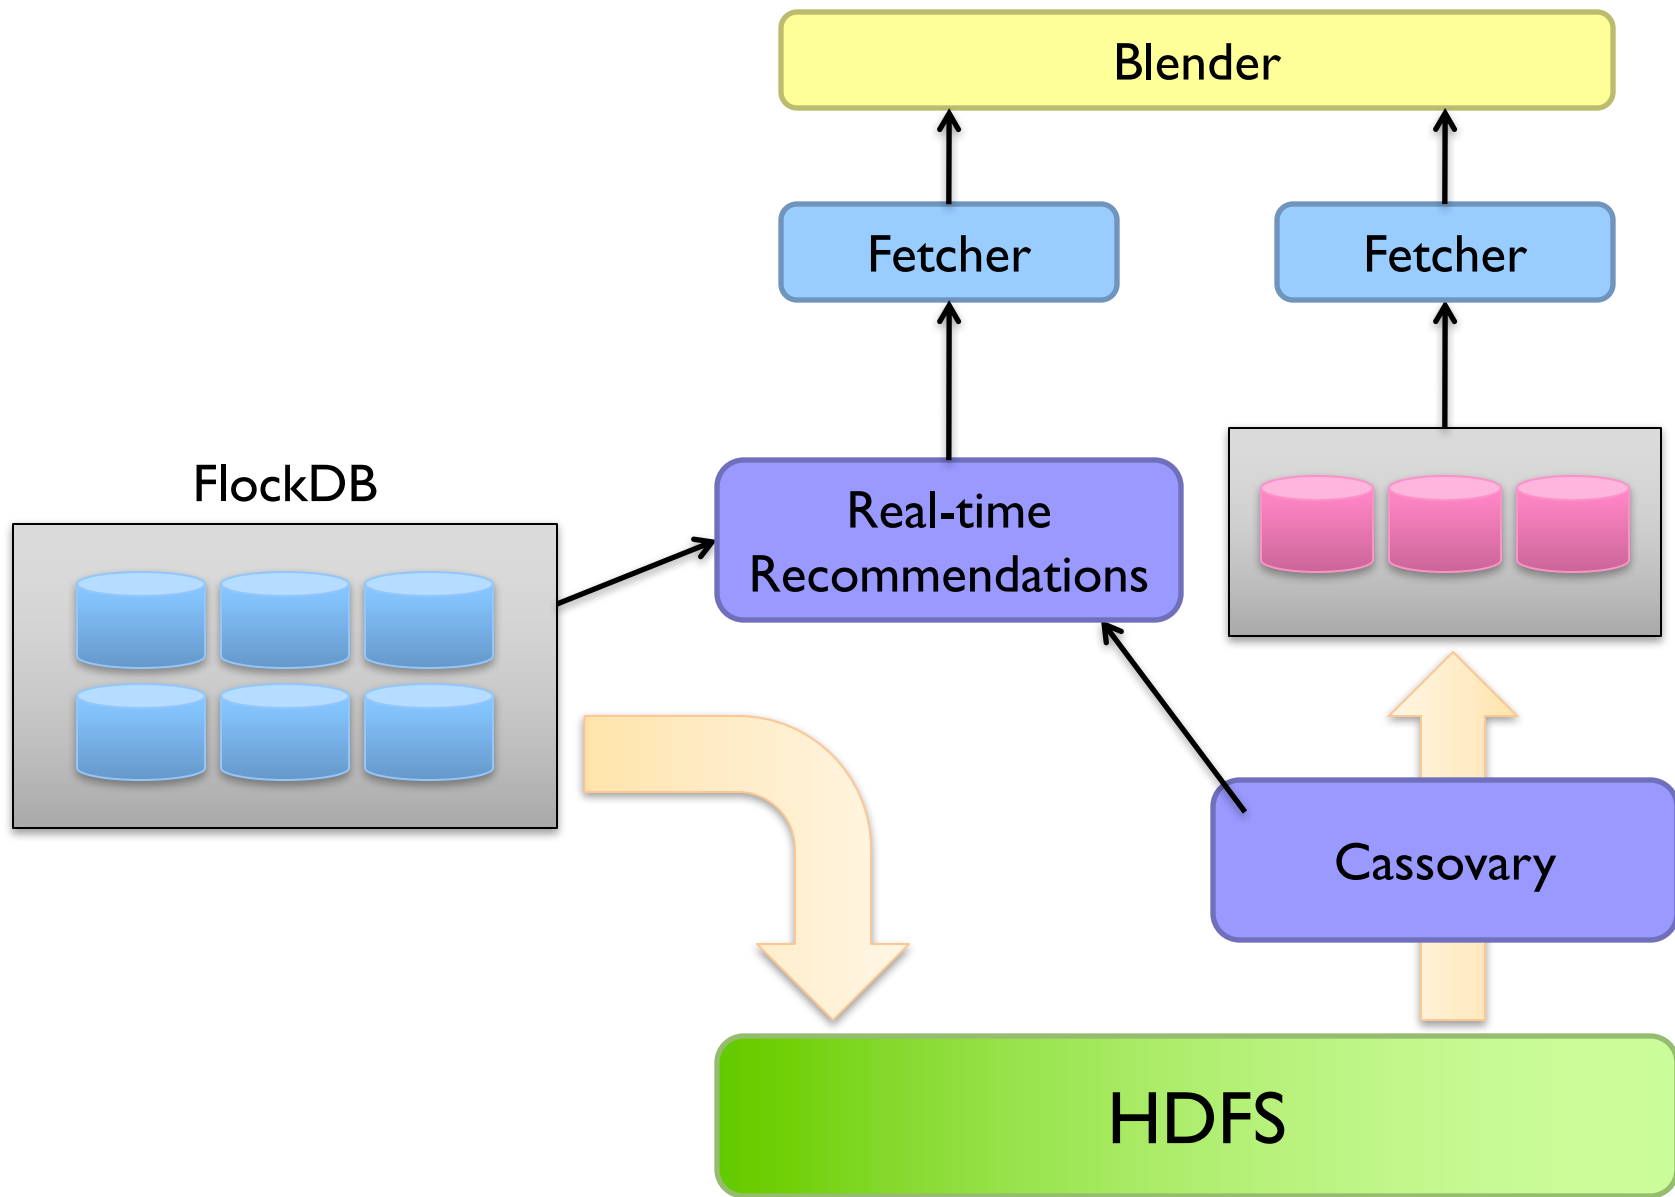 Blender
Fetcher
Fetcher
FlockDB
Real-time
Recommendations
Cassovary
HDFS